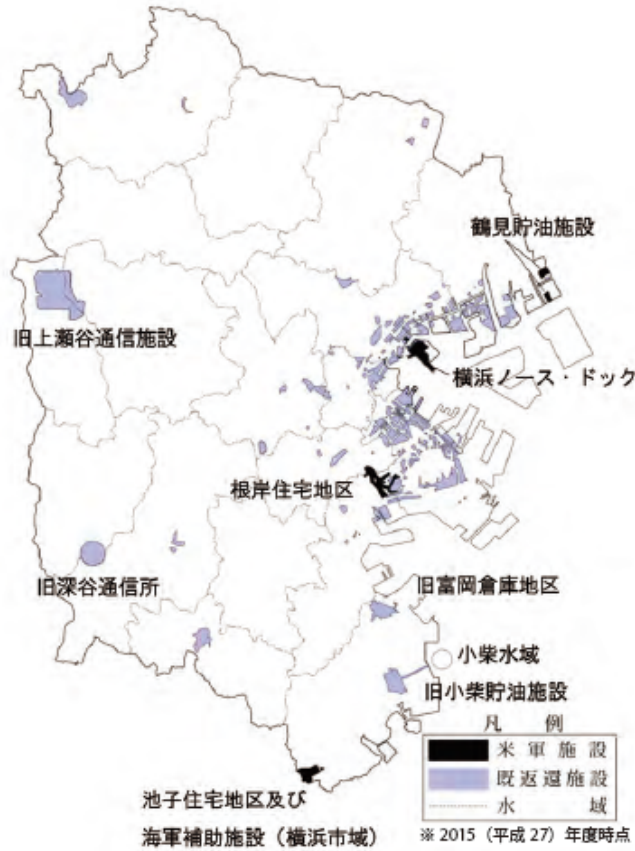 鶴見貯油施設
旧上瀬谷通信施設
横浜ノース・ドック
根岸住宅地区
旧深谷通信所
旧富岡倉庫地区
小柴水域
旧小柴貯油施設
凡 例
米軍施設
既返還施設
水 域
池子住宅地区及び
海軍補助施設（横浜市域）
※ 2015（平成 27）年度時点